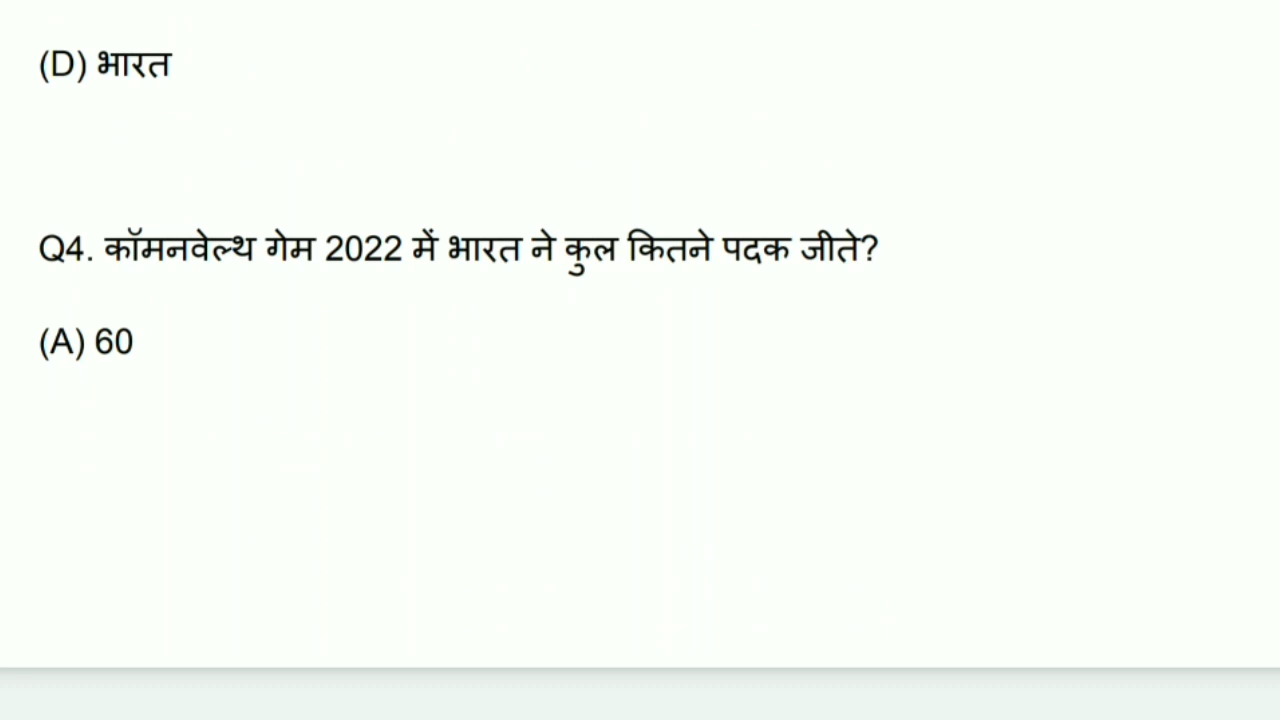 (D) भारत
Q4. कॉमनवेल्थ गेम 2022 में भारत ने कुल कितने पदक जीते?
(A) 60